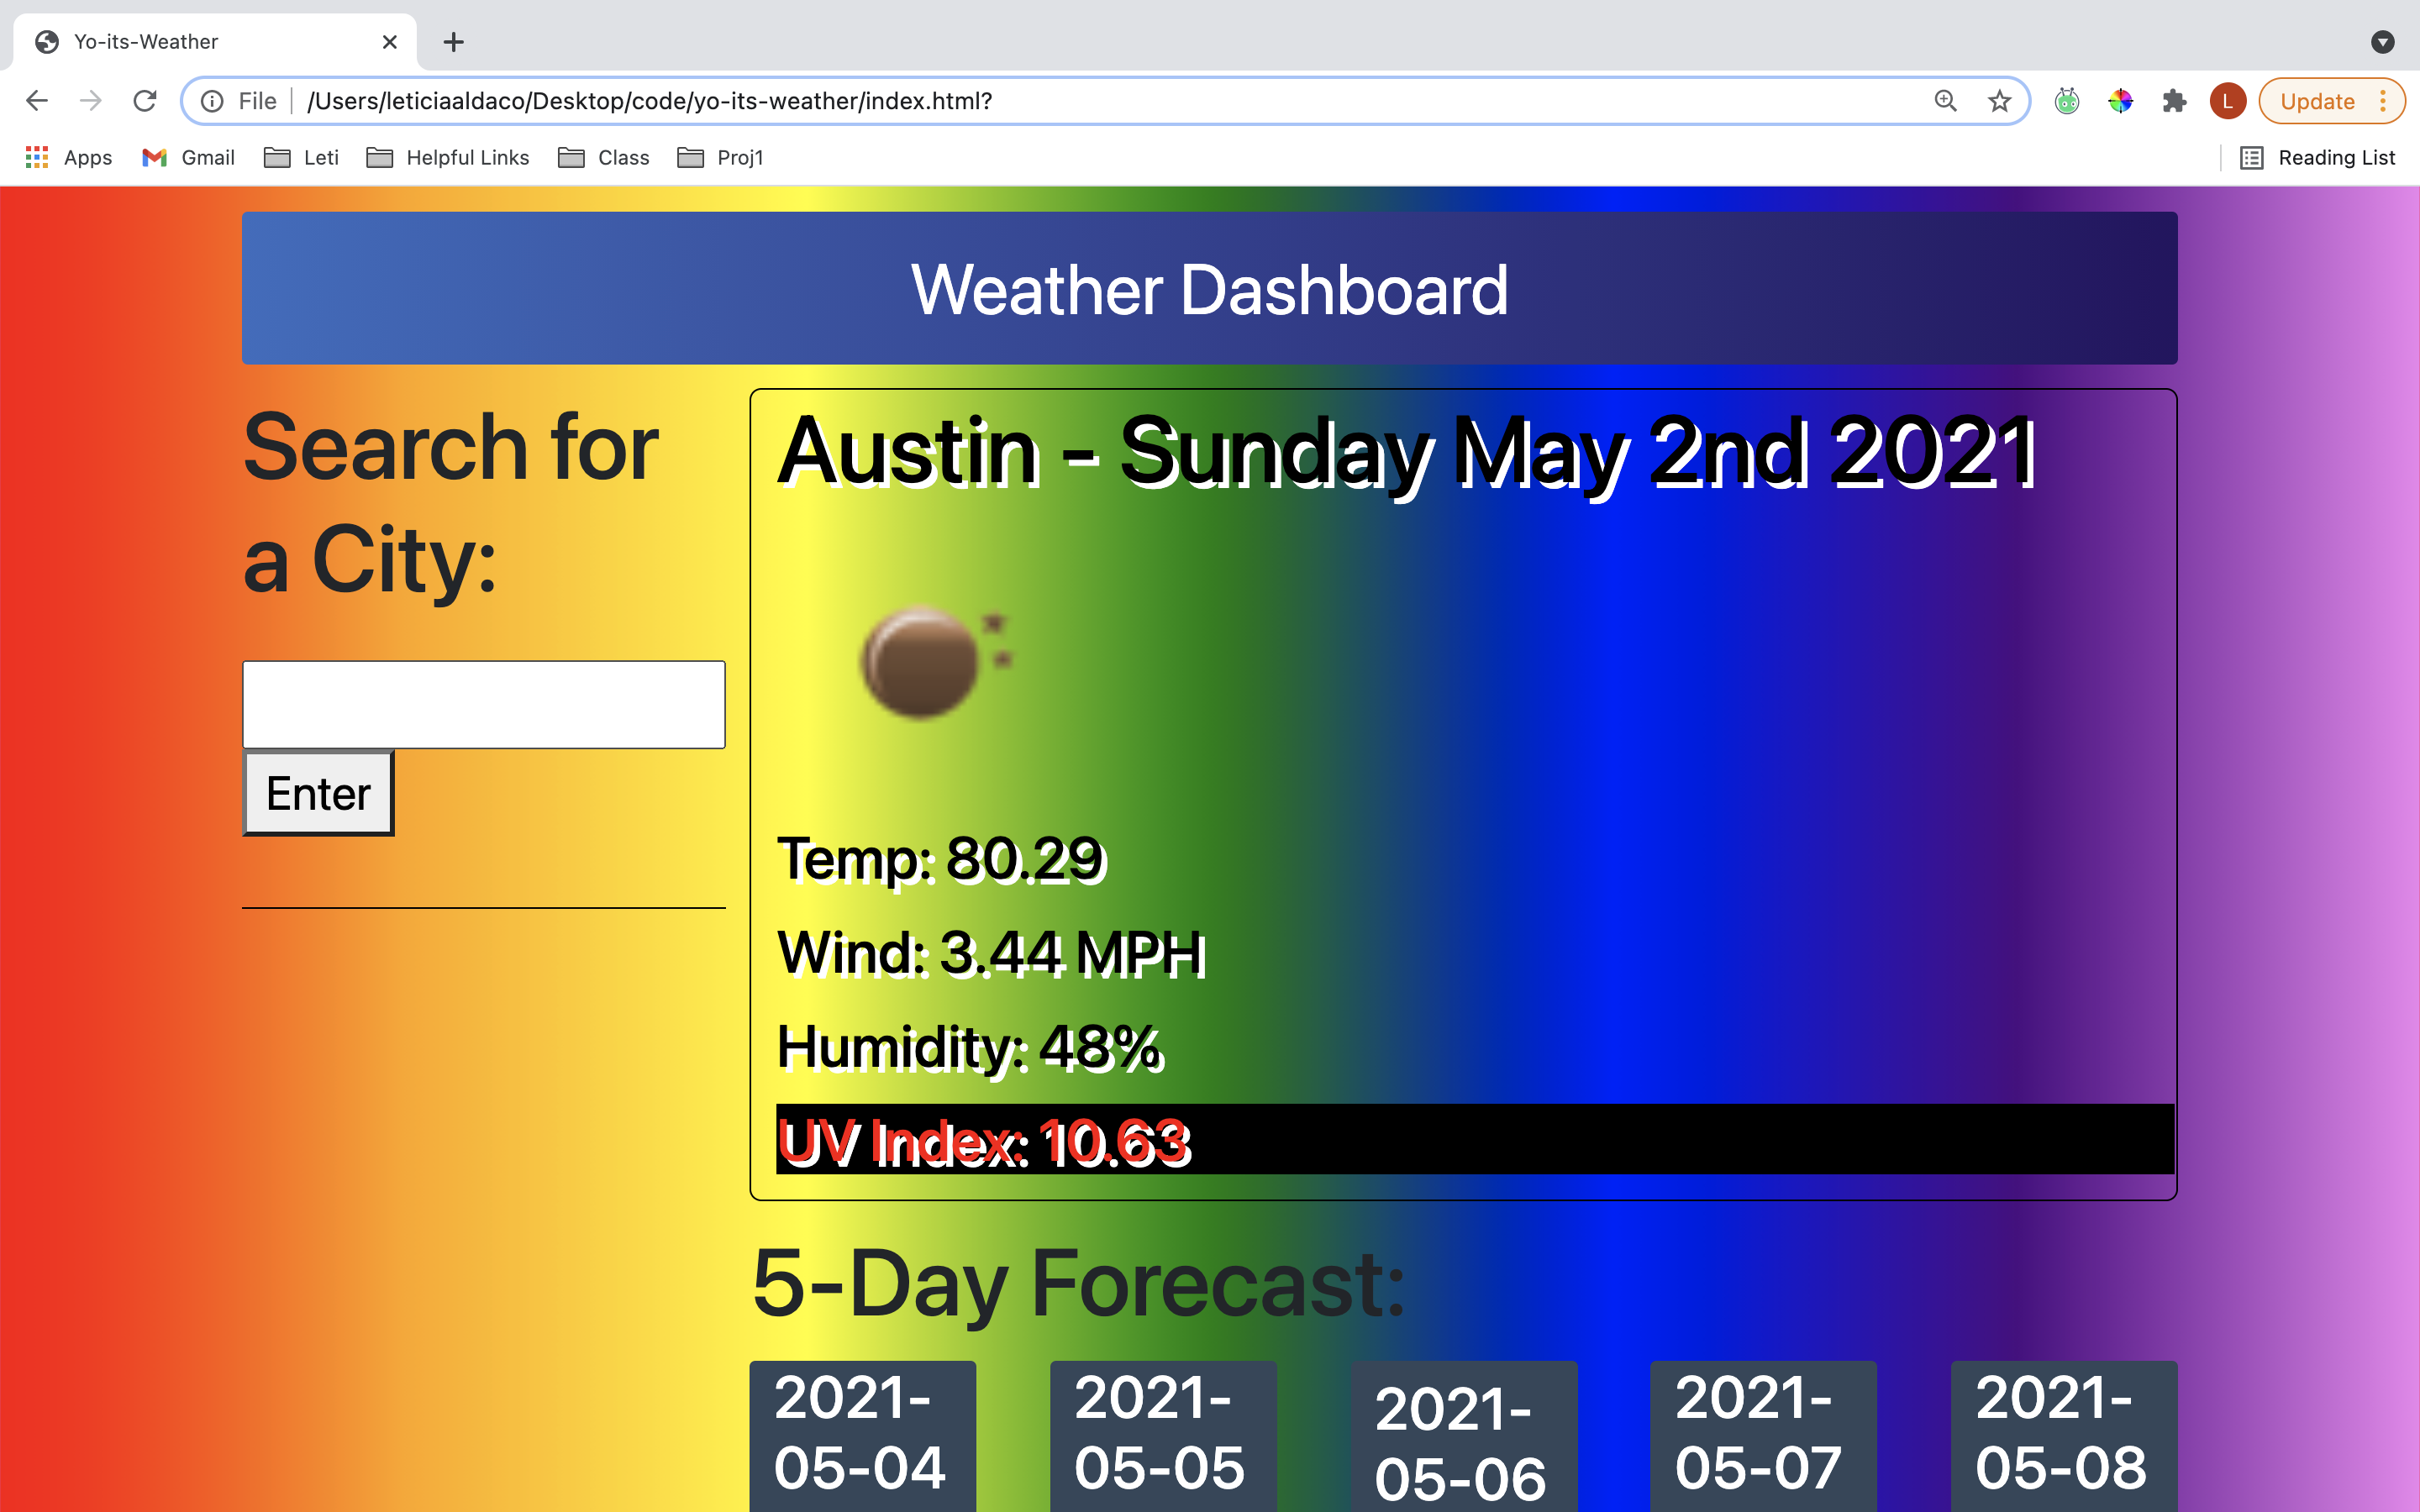 Yo-its-Weather
File /Users/leticiaaldaco/Desktop/code/yo-its-weather/index.html?
L
Update
Apps Gmail Leti Helpful Links Class Proj1 Reading List
Weather Dashboard
Search for
a City:
Enter
Austin - Sunday May 2nd 2021
Temp: 80.29
Wind: 3.44 MPH
Humidity: 48%
UV Index: 10.63
5-Day Forecast:
2021-
05-04
2021-
05-05
2021-
05-06
2021-
05-07
2021-
05-08